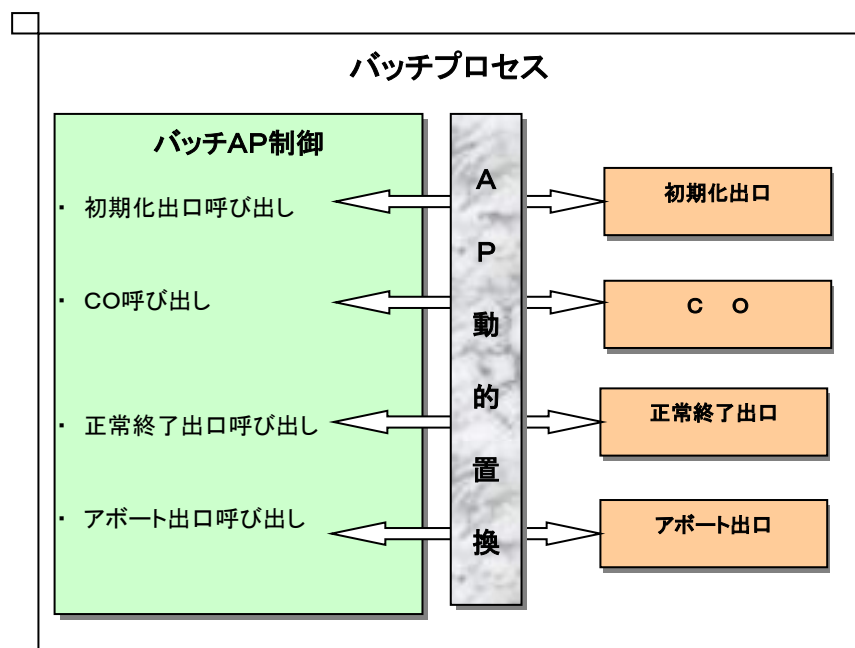 バッチプロセス
バッチＡＰ制御
・ 初期化出口呼び出し
・ ＣＯ呼び出し
・ 正常終了出口呼び出し
・ アボート出口呼び出し
Ａ
Ｐ
動
的
置
換
初期化出口
Ｃ　Ｏ
正常終了出口
アボート出口